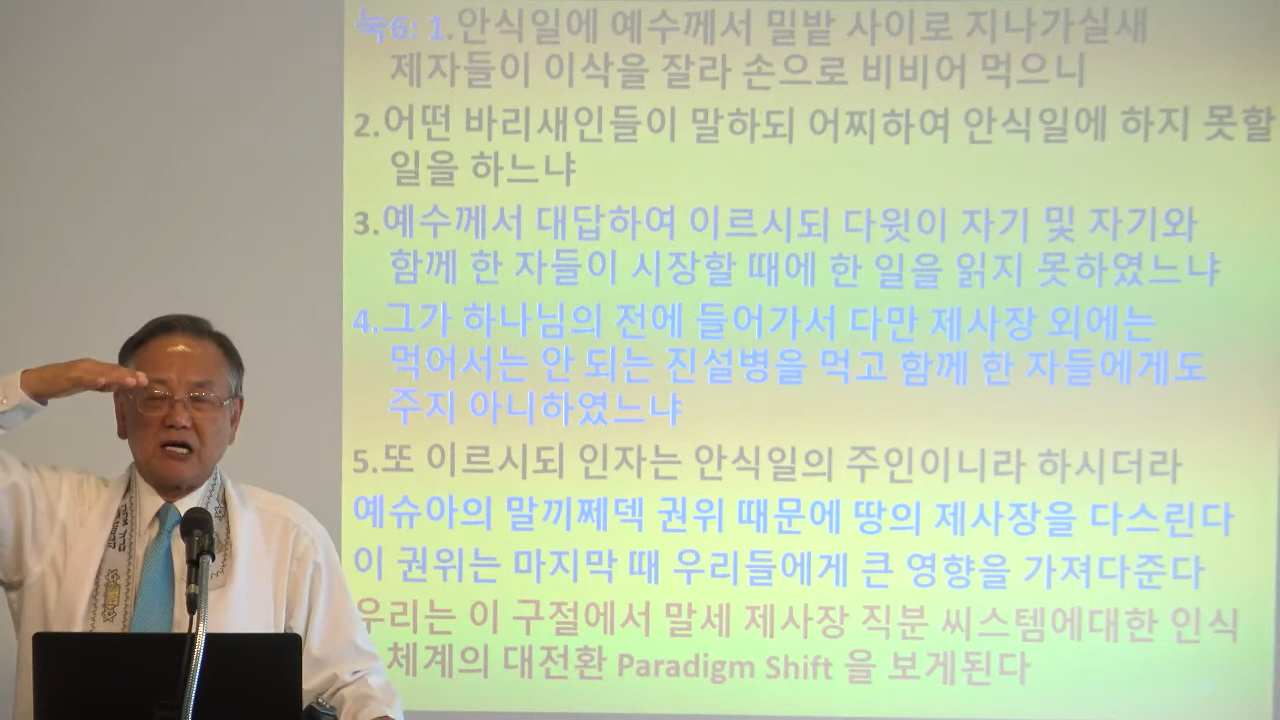 눅6: 1.안식일에 예수께서 밀밭 사이로 지나가실새
제자들이 이삭을 잘라 손으로 비비어 먹으니
2.어떤 바리새인들이 말하되 어찌하여 안식일에 하지 못할
일을 하느냐
3.예수께서 대답하여 이르시되 다윗이 자기 및 자기와
함께 한 자들이 시장할 때에 한 일을 읽지 못하였느냐
4.그가 하나님의 전에 들어가서 다만 제사장 외에는
먹어서는 안 되는 진설병을 먹고 함께 한 자들에게도
주지 아니하였느냐
5.또 이르시되 인자는 안식일의 주인이니라 하시더라
예슈아의 말끼쩨덱 권위 때문에 땅의 제사장을 다스린다
이 권위는 마지막 때 우리들에게 큰 영향을 가져다준다
우리는 이 구절에서 말세 제사장 직분 씨스템에대한 인식
체계의 대전환 Paradigm Shift 을 보게된다